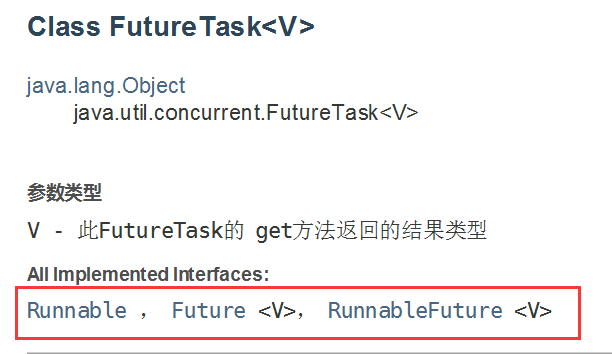 Class FutureTask<V>
java.lang.Object
java.util.concurrent.FutureTask<V>
参数类型
V - 此FutureTask的 get方法返回的结果类型
All Implemented Interfaces:
Runnable , Future <V>, RunnableFuture <V>